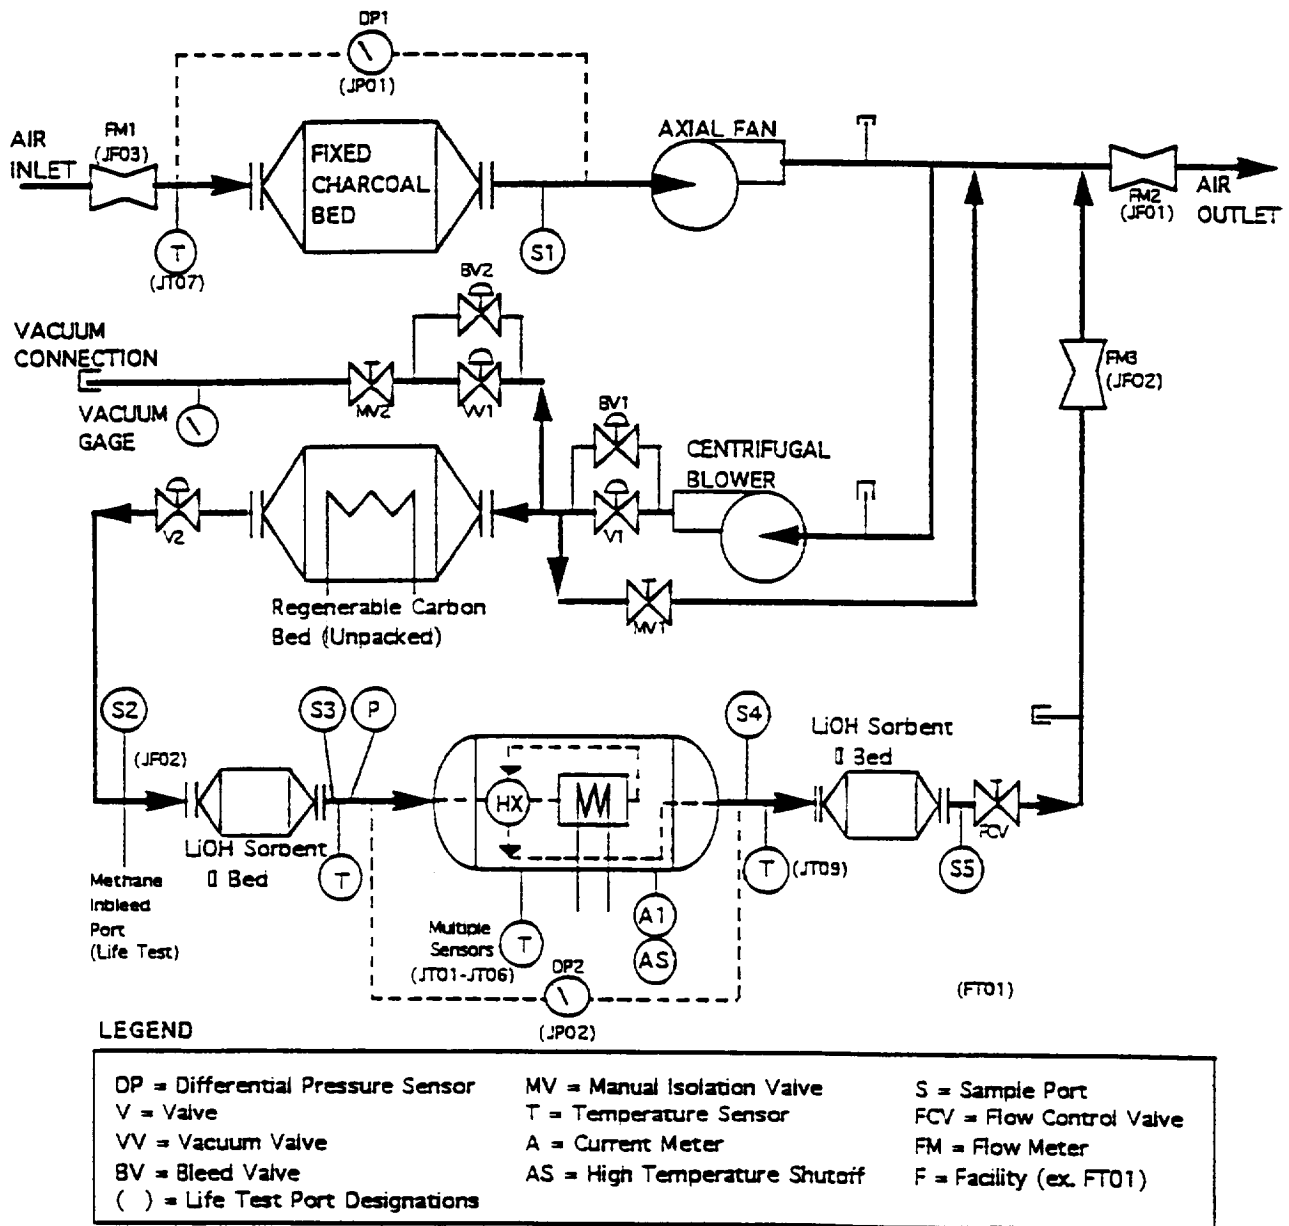 DP1
(JP01)
AIR
INLET
FM1
(JF03)
FIXED
CHARCOAL
BED
AXIAL FAN
T
(JT07)
S1
FM2
(JF01)
AIR
OUTLET
BV2
VACUUM
CONNECTION
MV2
VV1
VACUUM
GAGE
FM3
(JF02)
BV1
CENTRIFUGAL
BLOWER
V2
V1
Regenerable Carbon
Bed (Unpacked)
MV1
S2
(JF02)
S3
P
S4
LiOH Sorbent
Bed
HX
LiOH Sorbent
Bed
T
T
(JT09)
FCV
S5
Methane
Inbleed
Port
(Life Test)
Multiple
Sensors
(JT01-JT06)
T
A1
AS
DP2
(JP02)
(FT01)
LEGEND
DP = Differential Pressure Sensor
V = Valve
VV = Vacuum Valve
BV = Bleed Valve
( ) = Life Test Port Designations
MV = Manual Isolation Valve
T = Temperature Sensor
A = Current Meter
AS = High Temperature Shutoff
S = Sample Port
FCV = Flow Control Valve
FM = Flow Meter
F = Facility (ex. FT01)